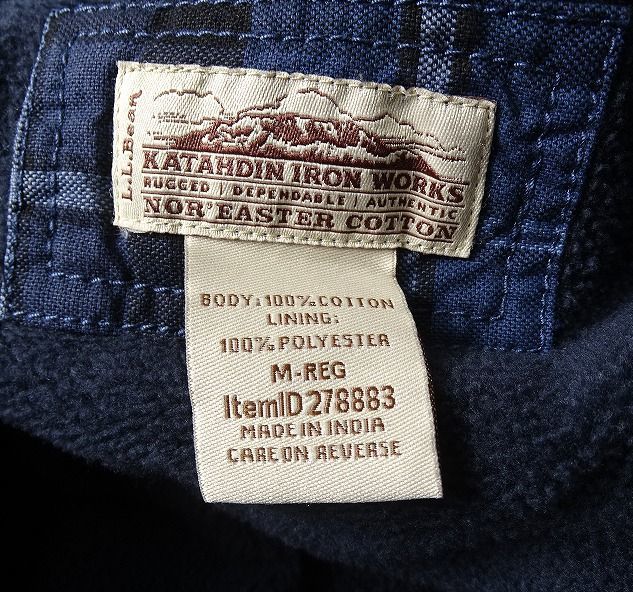 L.L.Bean
KATAHDIN IRON WORKS
RUGGED | DEPENDABLE | AUTHENTIC
NOR'EASTER COTTON
BODY: 100% COTTON
LINING:
100% POLYESTER
M-REG
ItemID 278883
MADE IN INDIA
CARE ON REVERSE